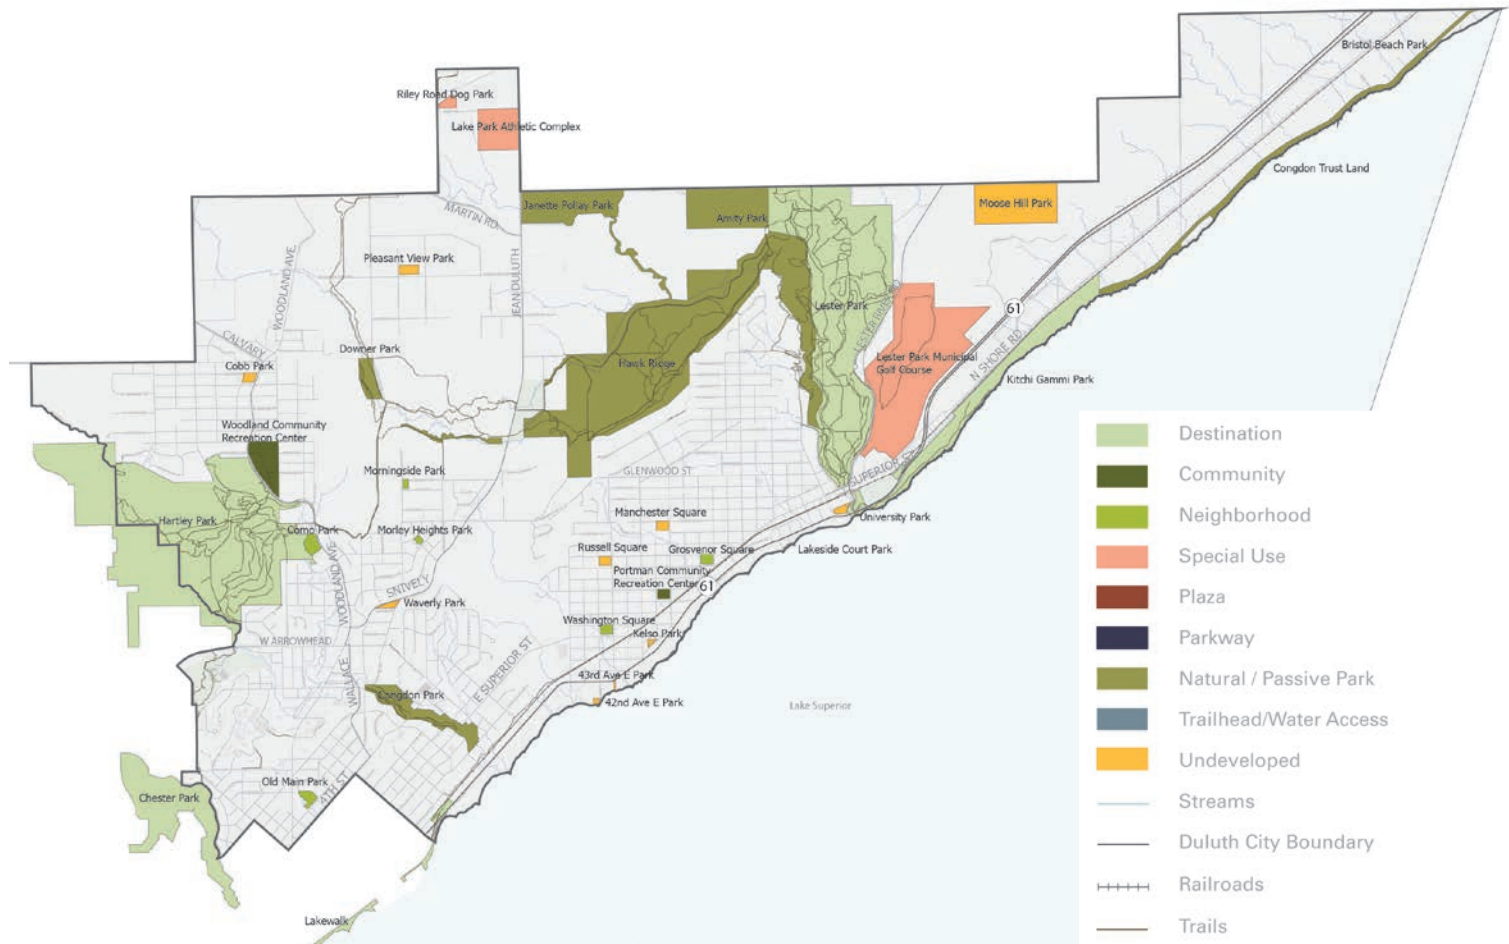 Bristol Beach Park
Riley Road Dog Park
Lake Park Athletic Complex
Congdon Trust Land
Janette Pollay Park
Moose Hill Park
MARTIN RD
Amity Park
WOODLAND AVE
Pleasant View Park
JEAN DULUTH
Lester Park
61
CALVARY
Downer Park
Hawk Ridge
Lester Park Municipal
Golf Course
N SHORE RD
Cobb Park
Kitchi Gammi Park
Woodland Community
Recreation Center
Morningside Park
GLENWOOD ST
SUPERIOR ST
Hartley Park
Como Park
Morley Heights Park
Manchester Square
University Park
Russell Square
Grosvenor Square
Lakeside Court Park
WOODLAND AVE
SNIVELY
Portman Community
Recreation Center
61
Waverly Park
Washington Square
Kelso Park
W ARROWHEAD
WALLACE
E SUPERIOR ST
43rd Ave E Park
42nd Ave E Park
Congdon Park
Lake Superior
Old Main Park
4TH ST
Chester Park
Lakewalk
Destination
Community
Neighborhood
Special Use
Plaza
Parkway
Natural / Passive Park
Trailhead/Water Access
Undeveloped
Streams
Duluth City Boundary
Railroads
Trails